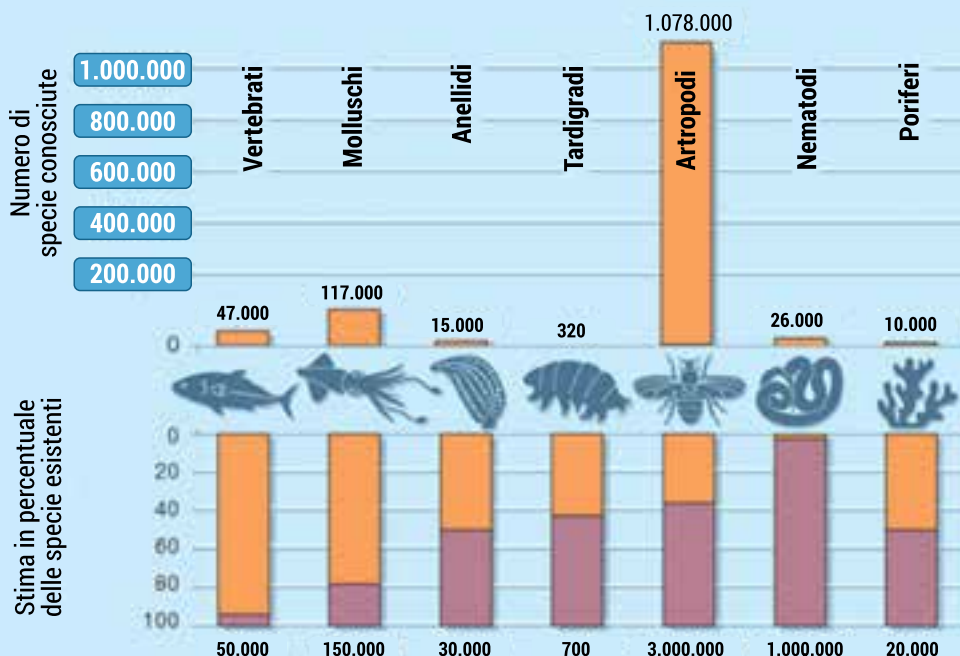 1.078.000
Numero di
specie conosciute
1.000.000
800.000
600.000
400.000
200.000
0
Vertebrati
Molluschi
Anellidi
Tardigradi
Artropodi
Nematodi
Poriferi
47.000
117.000
15.000
320
26.000
10.000
Stima in percentuale
delle specie esistenti
0
20
40
60
80
100
50.000
150.000
30.000
700
3.000.000
1.000.000
20.000